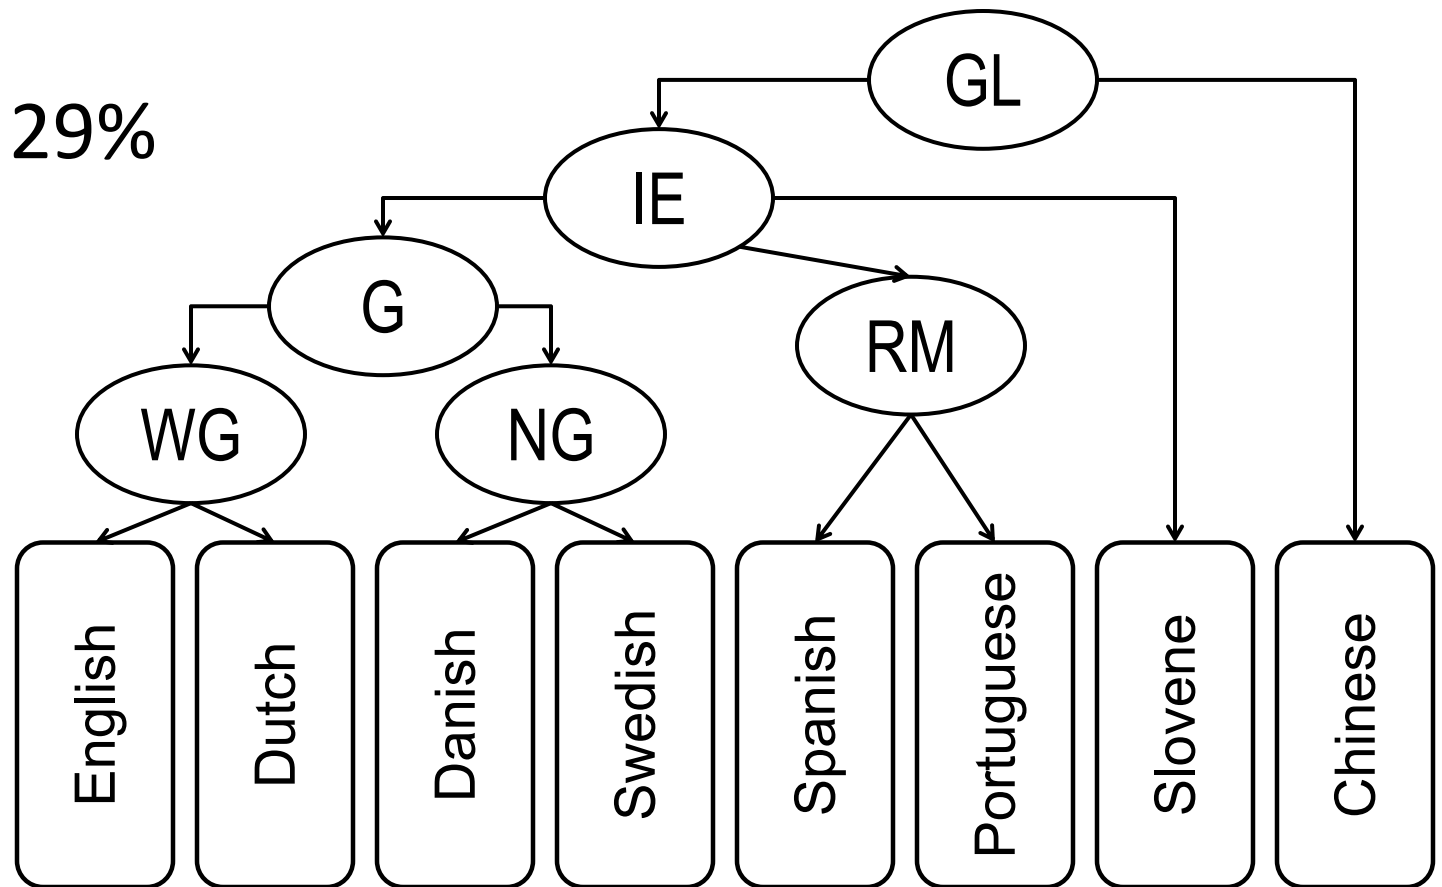 GL
29%
IE
G
RM
WG
NG
English
Dutch
Danish
Swedish
Spanish
Portuguese
Slovene
Chinese